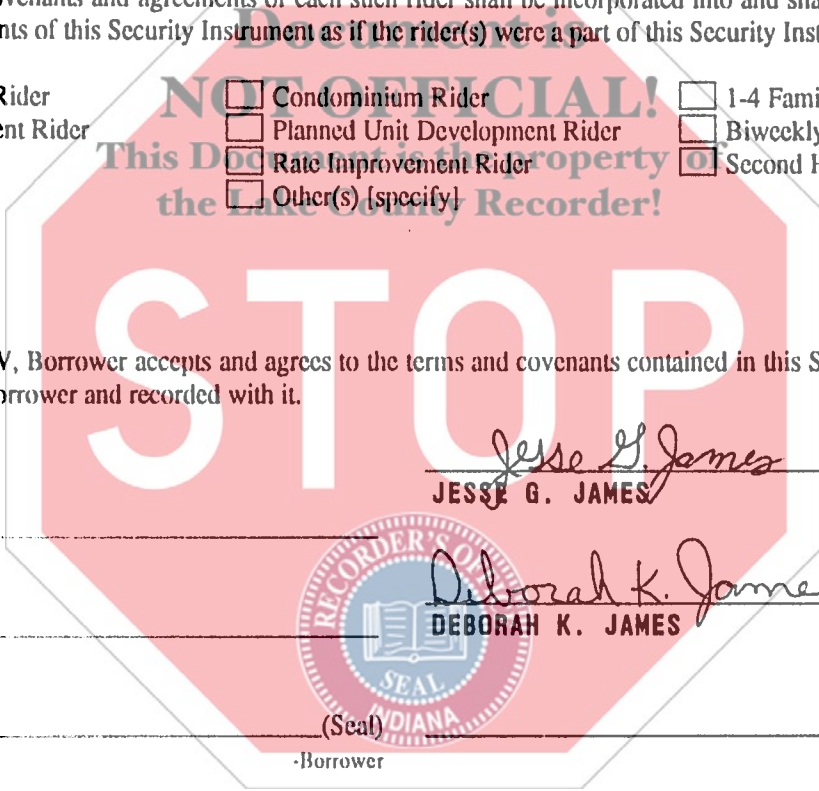 ovenants and agreements of each such rider shall be incorporated into and sha
nts of this Security Instrument as if the rider(s) were a part of this Security Inst
Document is
NOT OFFICIAL!
This Document is the property of
the Lake County Recorder!
Rider Condominium Rider 1-4 Fami
ent Rider Planned Unit Development Rider Biweekly
Rate Improvement Rider Second H
Other(s) [specify]
STOP
V, Borrower accepts and agrees to the terms and covenants contained in this S
orrower and recorded with it.
Jesse G. James
JESSE G. JAMES
Deborah K. Jame
DEBORAH K. JAMES
RECORDER'S OF
SEAL
INDIANA
(Seal)
-Borrower